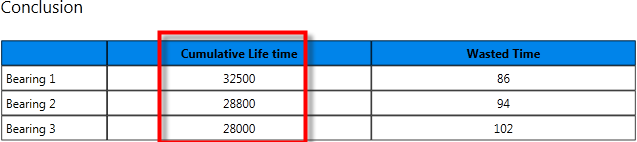 Conclusion
Cumulative Life time Wasted Time
Bearing 1 32500 86
Bearing 2 28800 94
Bearing 3 28000 102